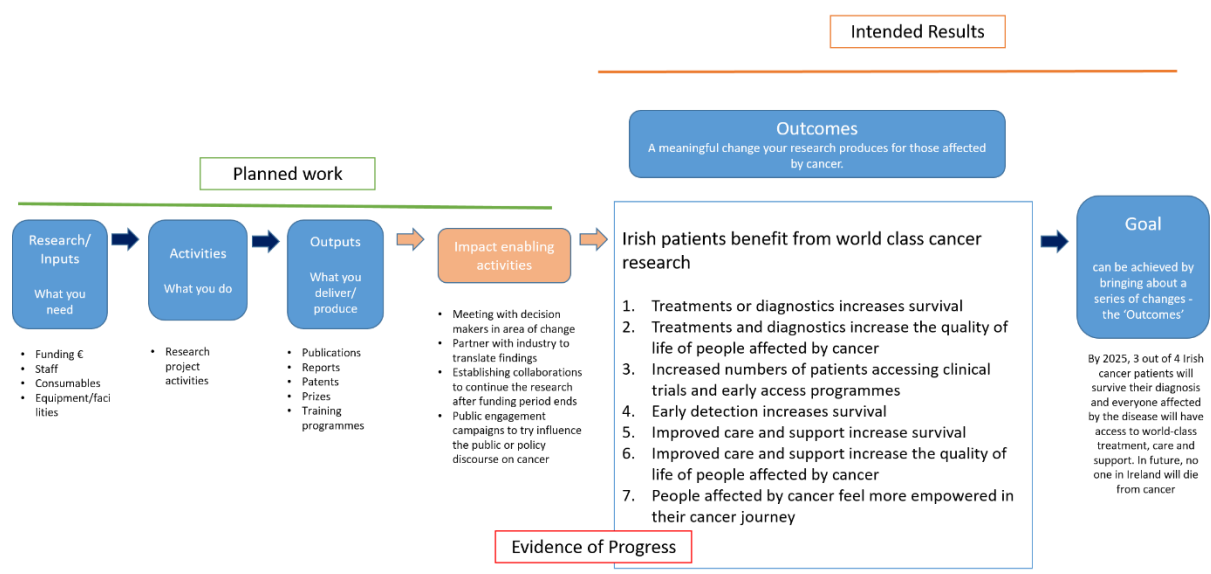 Intended Results
Outcomes
A meaningful change your research produces for those affected
by cancer.
Planned work
Research/
Inputs
What you
need
• Funding €
• Staff
• Consumables
• Equipment/faci
lities
Activities
What you do
• Research
project
activities
Outputs
What you
deliver/
produce
• Publications
• Reports
• Patents
• Prizes
• Training
programmes
Impact enabling
activities
• Meeting with decision
makers in area of change
• Partner with industry to
translate findings
• Establishing collaborations
to continue the research
after funding period ends
• Public engagement
campaigns to try influence
the public or policy
discourse on cancer
Irish patients benefit from world class cancer
research
1. Treatments or diagnostics increases survival
2. Treatments and diagnostics increase the quality of
life of people affected by cancer
3. Increased numbers of patients accessing clinical
trials and early access programmes
4. Early detection increases survival
5. Improved care and support increase survival
6. Improved care and support increase the quality of
life of people affected by cancer
7. People affected by cancer feel more empowered in
their cancer journey
Goal
can be achieved by
bringing about a
series of changes -
the ‘Outcomes’
By 2025, 3 out of 4 Irish
cancer patients will
survive their diagnosis
and everyone affected
by the disease will have
access to world-class
treatment, care and
support. In future, no
one in Ireland will die
from cancer
Evidence of Progress